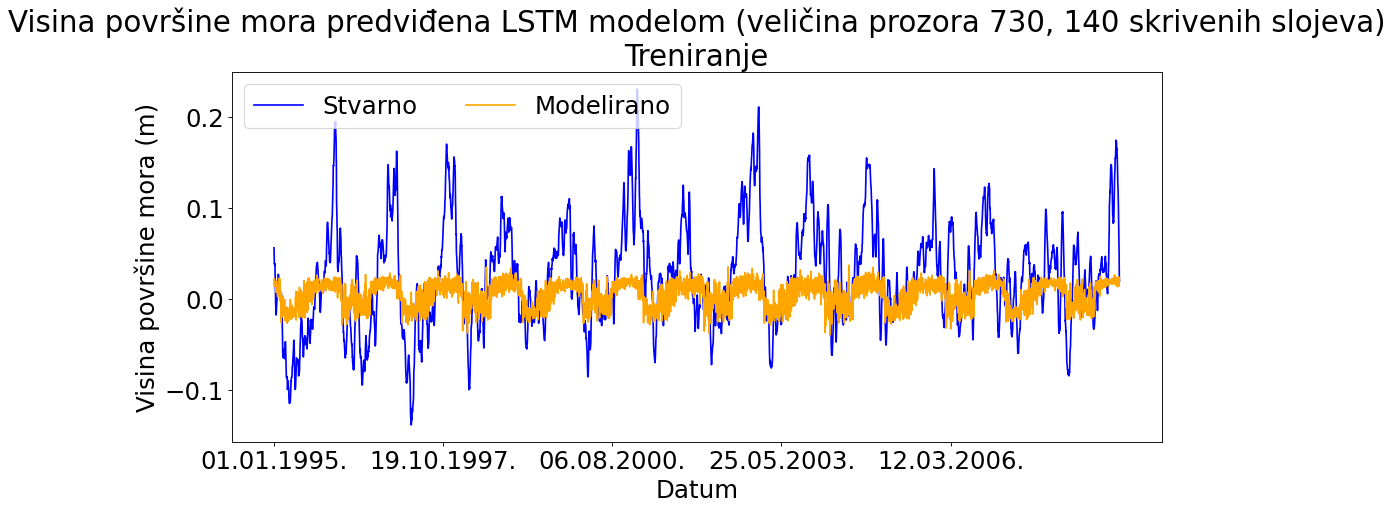 Visina površine mora predviđena LSTM modelom (veličina prozora 730, 140 skrivenih slojeva)
Treniranje
Stvarno Modelirano
Visina površine mora (m)
0.2
0.1
0.0
−0.1
01.01.1995. 19.10.1997. 06.08.2000. 25.05.2003. 12.03.2006.
Datum